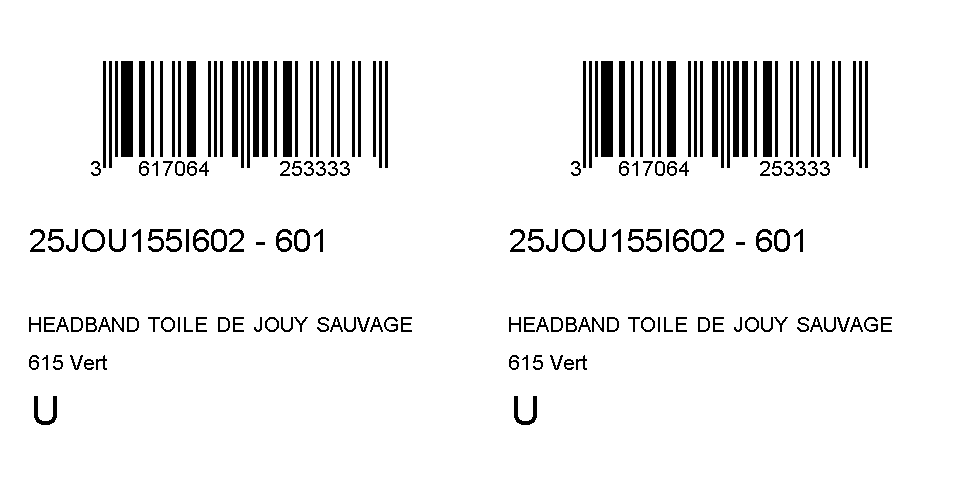 3 617064 253333
25JOU155I602 - 601
HEADBAND TOILE DE JOUY SAUVAGE
615 Vert
U
3 617064 253333
25JOU155I602 - 601
HEADBAND TOILE DE JOUY SAUVAGE
615 Vert
U